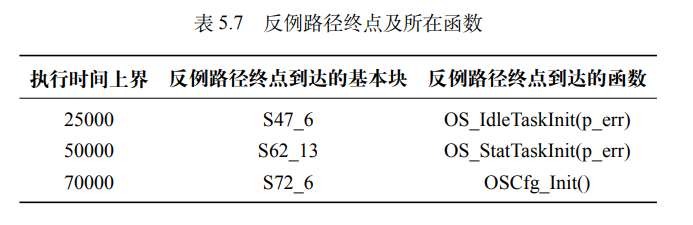 表 5.7 反例路径终点及所在函数
执行时间上界 反例路径终点到达的基本块 反例路径终点到达的函数
25000 S47_6 OS_IdleTaskInit(p_err)
50000 S62_13 OS_StatTaskInit(p_err)
70000 S72_6 OSCfg_Init()